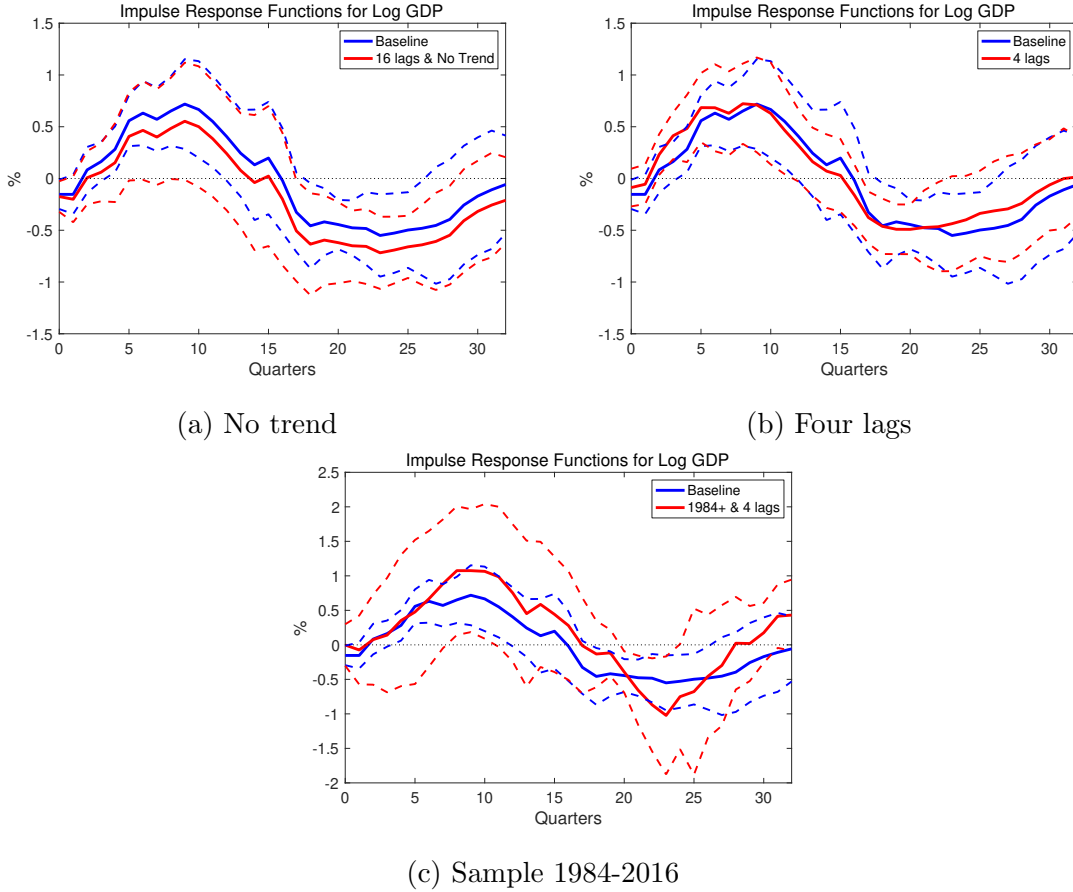 Impulse Response Functions for Log GDP
1.5
1
0.5
0
-0.5
-1
-1.5
%
0 5 10 15 20 25 30
Quarters
Baseline
16 lags & No Trend
(a) No trend
Impulse Response Functions for Log GDP
1.5
1
0.5
0
-0.5
-1
-1.5
%
0 5 10 15 20 25 30
Quarters
Baseline
4 lags
(b) Four lags
Impulse Response Functions for Log GDP
2.5
2
1.5
1
0.5
0
-0.5
-1
-1.5
-2
%
0 5 10 15 20 25 30
Quarters
Baseline
1984+ & 4 lags
(c) Sample 1984-2016